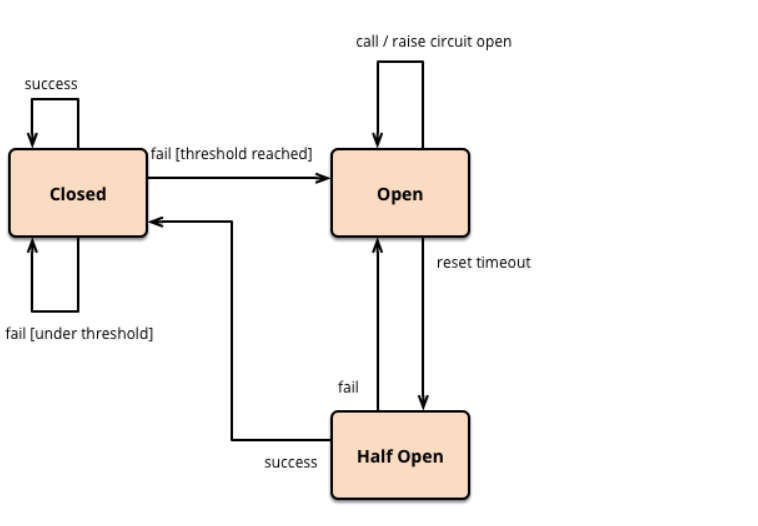 call / raise circuit open
success
fail [threshold reached]
Closed
Open
reset timeout
fail [under threshold]
fail
Half Open
success